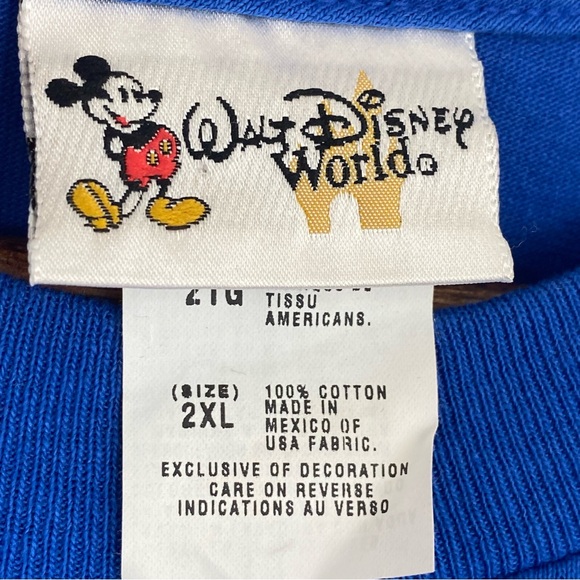 Walt Disney
World®
2TG
TISSU
AMERICANS.
(SIZE)
2XL
100% COTTON
MADE IN
MEXICO OF
USA FABRIC.
EXCLUSIVE OF DECORATION
CARE ON REVERSE
INDICATIONS AU VERSO